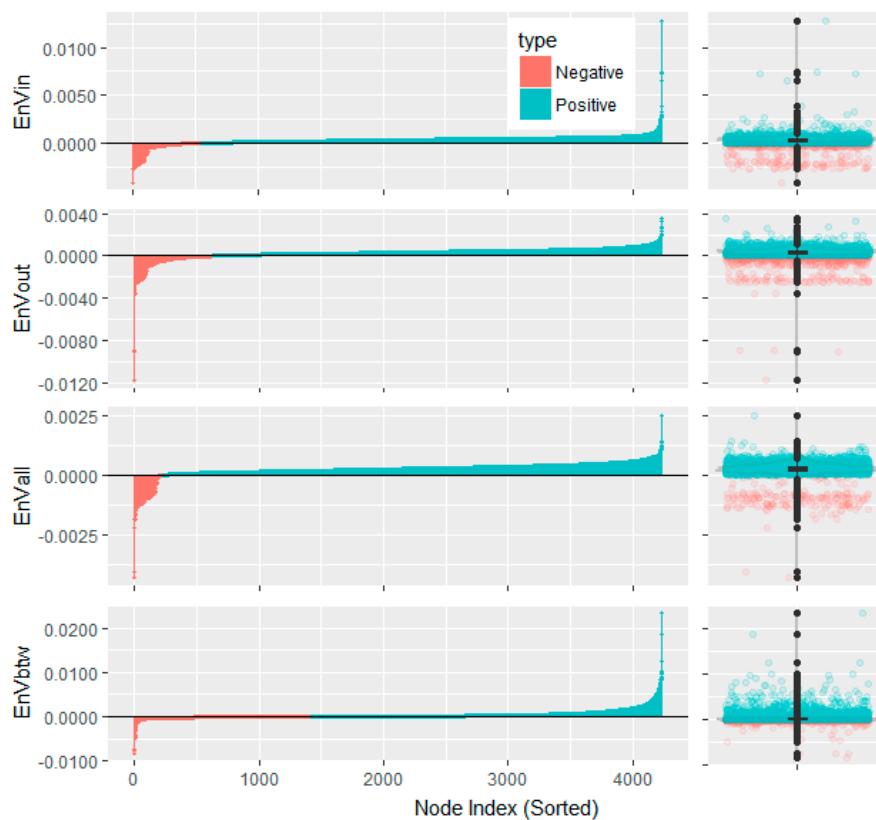 type
Negative
Positive
EnVin
0.0100
0.0050
0.0000
EnVout
0.0040
0.0000
-0.0040
-0.0080
-0.0120
EnVall
0.0025
0.0000
-0.0025
EnVbtw
0.0200
0.0100
0.0000
-0.0100
0 1000 2000 3000 4000
Node Index (Sorted)